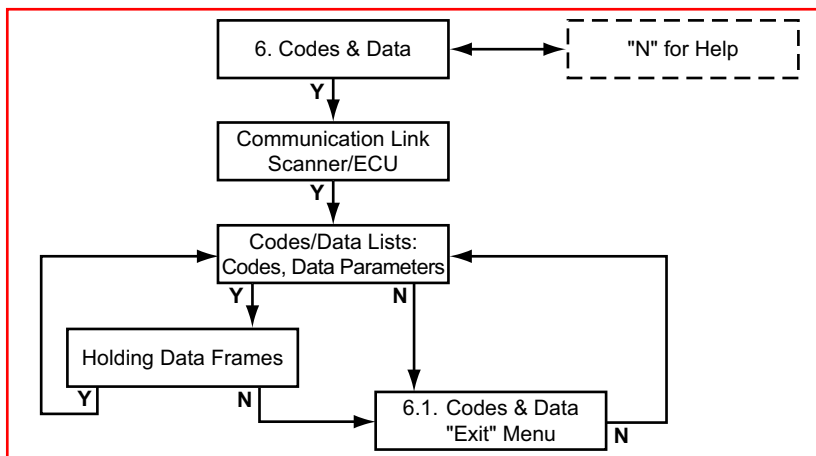 6. Codes & Data
"N" for Help
Y
Communication Link
Scanner/ECU
Y
Codes/Data Lists:
Codes, Data Parameters
Y
N
Holding Data Frames
Y
N
6.1. Codes & Data
"Exit" Menu
N